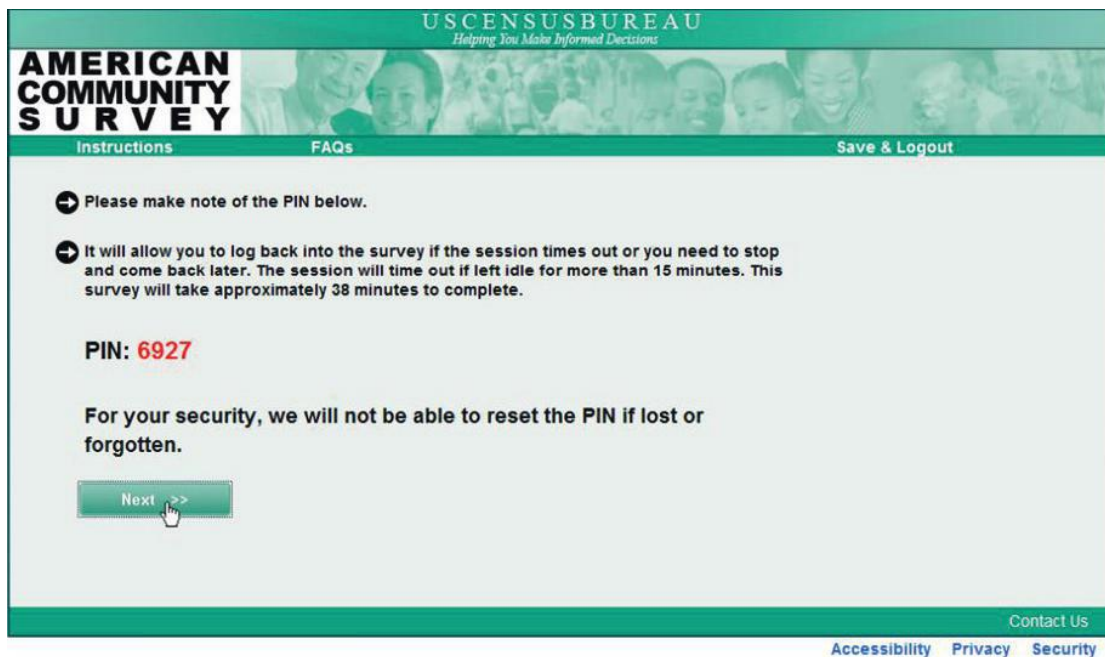 USCENSUSBUREAU
Helping You Make Informed Decisions
AMERICAN
COMMUNITY
SURVEY
Instructions FAQs Save & Logout
Please make note of the PIN below.
It will allow you to log back into the survey if the session times out or you need to stop
and come back later. The session will time out if left idle for more than 15 minutes. This
survey will take approximately 38 minutes to complete.
PIN: 6927
For your security, we will not be able to reset the PIN if lost or
forgotten.
Next >>
Contact Us
Accessibility Privacy Security